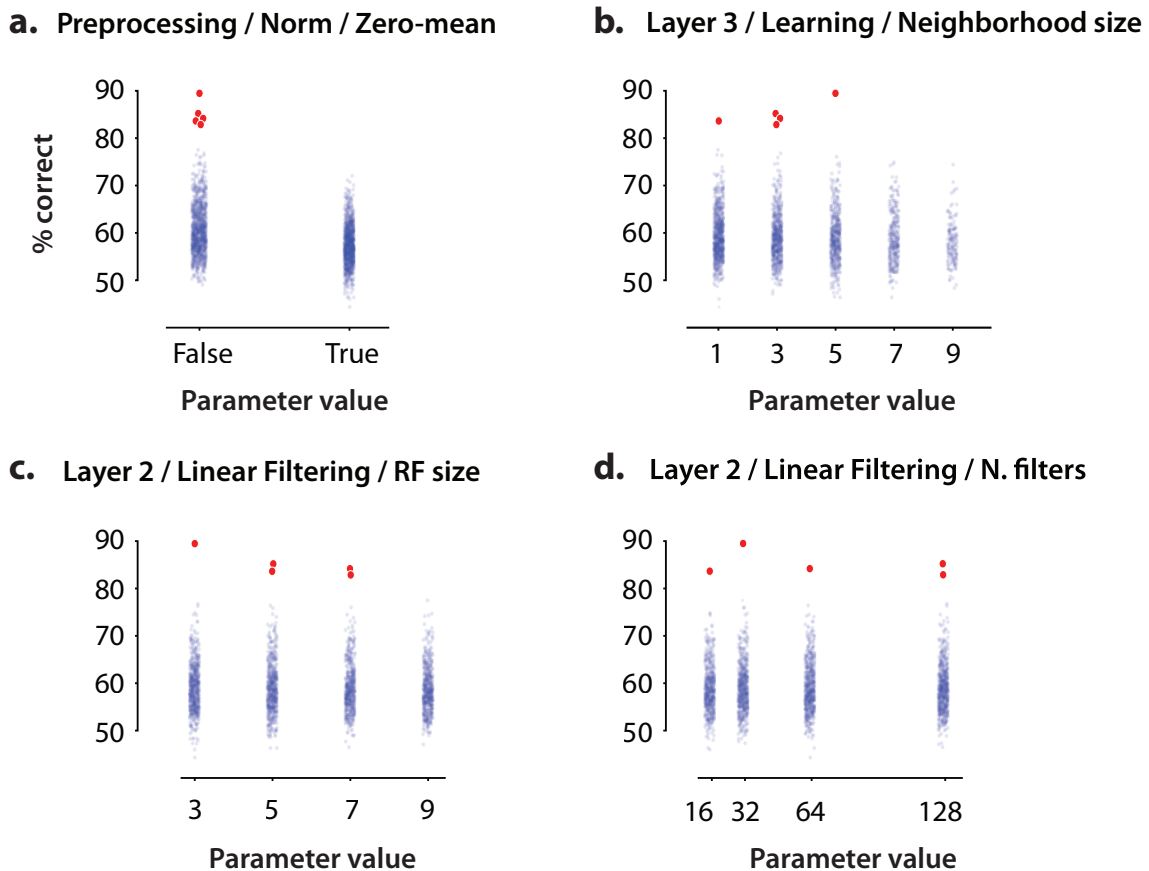 a. Preprocessing / Norm / Zero-mean
90
80
70
60
50
% correct
False True
Parameter value
b. Layer 3 / Learning / Neighborhood size
90
80
70
60
50
1 3 5 7 9
Parameter value
c. Layer 2 / Linear Filtering / RF size
90
80
70
60
50
3 5 7 9
Parameter value
d. Layer 2 / Linear Filtering / N. filters
90
80
70
60
50
16 32 64 128
Parameter value